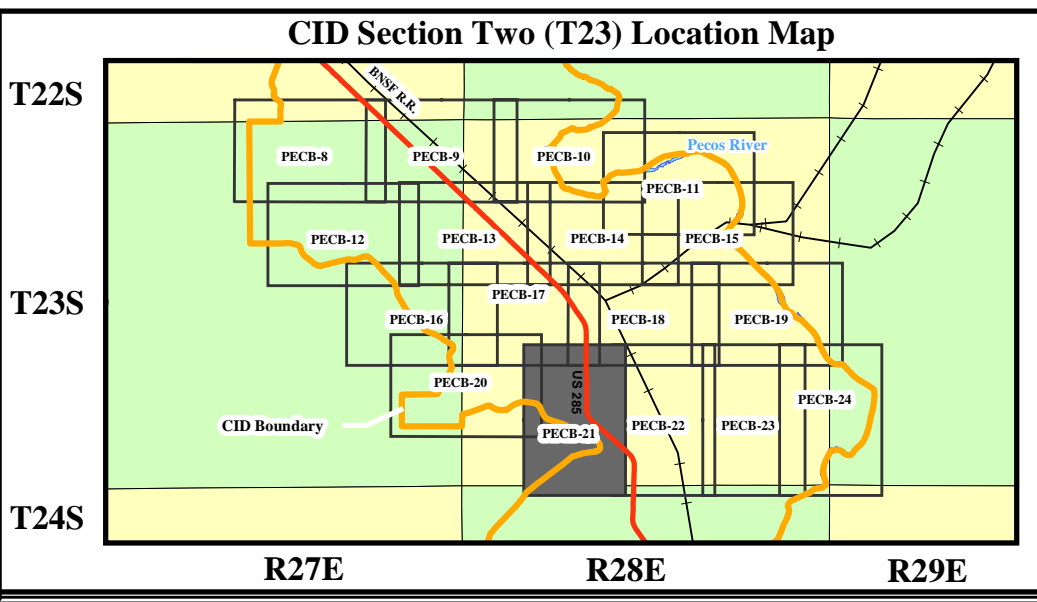 CID Section Two (T23) Location Map
T22S
BNSF R.R.
Pecos River
PECB-8
PECB-9
PECB-10
PECB-11
PECB-12
PECB-13
PECB-14
PECB-15
T23S
PECB-17
PECB-16
PECB-18
PECB-19
PECB-20
US 285
PECB-24
CID Boundary
PECB-21
PECB-22
PECB-23
T24S
R27E
R28E
R29E